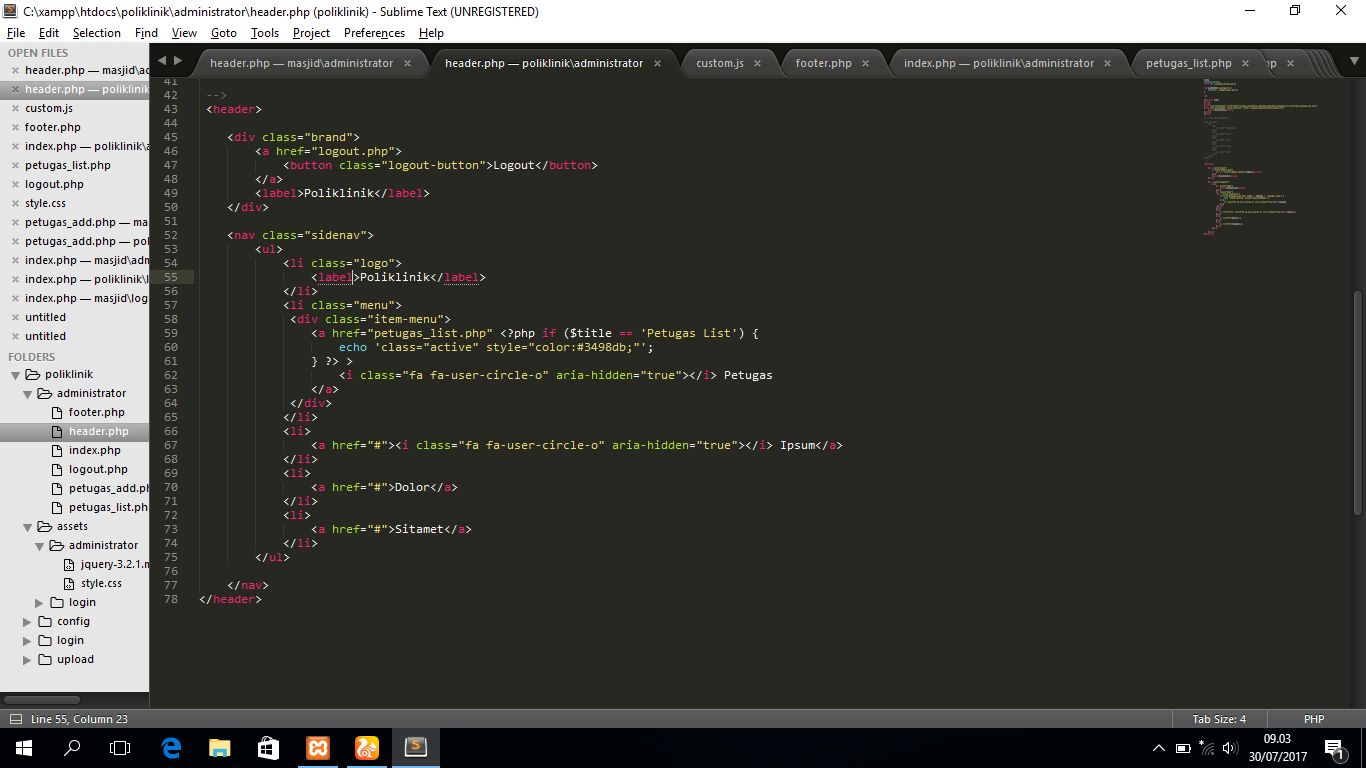 C:\xampp\htdocs\poliklinik\administrator\header.php (poliklinik) - Sublime Text (UNREGISTERED)
File Edit Selection Find View Goto Tools Project Preferences Help
OPEN FILES
header.php — masjid\ad
header.php — poliklinik
custom.js
footer.php
index.php — poliklinik\a
petugas_list.php
logout.php
style.css
petugas_add.php — ma
petugas_add.php — pol
index.php — masjid\adm
index.php — poliklinik\l
index.php — masjid\log
untitled
untitled
FOLDERS
poliklinik
administrator
footer.php
header.php
index.php
logout.php
petugas_add.ph
petugas_list.ph
assets
administrator
jquery-3.2.1.m
style.css
login
config
login
upload
header.php — masjid\administrator × header.php — poliklinik\administrator × custom.js × footer.php × index.php — poliklinik\administrator × petugas_list.php × hp ×
41
42 -->
43 <header>
44
45 <div class="brand">
46 <a href="logout.php">
47 <button class="logout-button">Logout</button>
48 </a>
49 <label>Poliklinik</label>
50 </div>
51
52 <nav class="sidenav">
53 <ul>
54 <li class="logo">
55 <label>Poliklinik</label>
56 </li>
57 <li class="menu">
58 <div class="item-menu">
59 <a href="petugas_list.php" <?php if ($title == 'Petugas List') {
60 echo 'class="active" style="color:#3498db;"';
61 } ?> >
62 <i class="fa fa-user-circle-o" aria-hidden="true"></i> Petugas
63 </a>
64 </div>
65 </li>
66 <li>
67 <a href="#"><i class="fa fa-user-circle-o" aria-hidden="true"></i> Ipsum</a>
68 </li>
69 <li>
70 <a href="#">Dolor</a>
71 </li>
72 <li>
73 <a href="#">Sitamet</a>
74 </li>
75 </ul>
76
77 </nav>
78 </header>
Line 55, Column 23
Tab Size: 4
PHP
09.03
30/07/2017
1